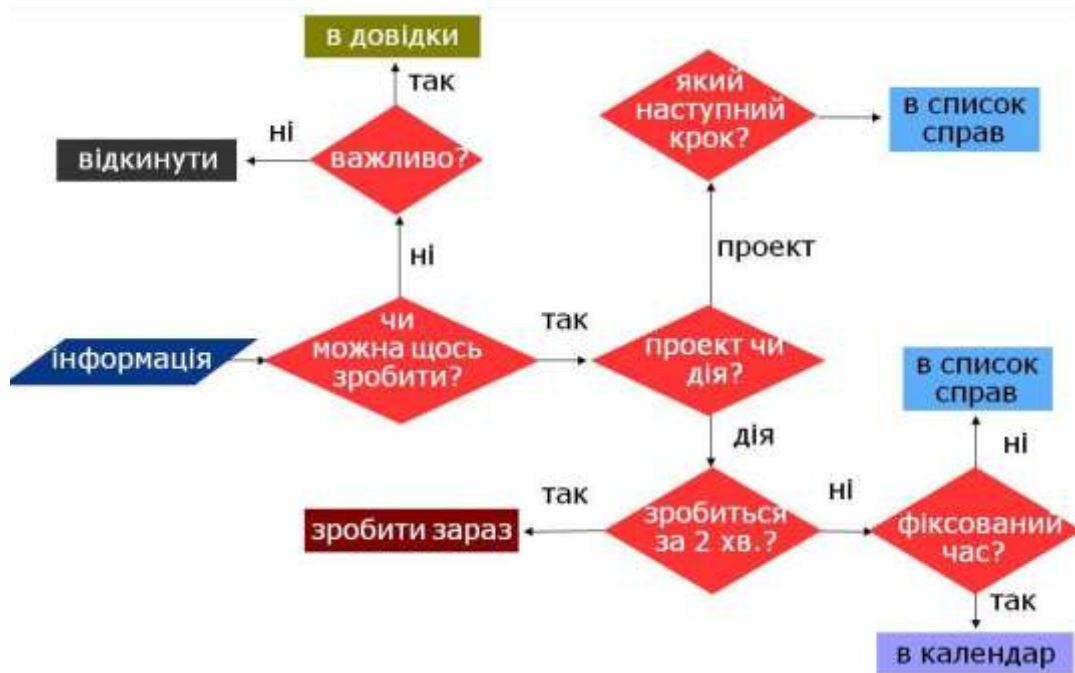 в довідки
так
ні
відкинути
важливо?
ні
який
наступний
крок?
в список
справ
проект
інформація
чи
можна щось
зробити?
так
проект чи
дія?
дія
в список
справ
ні
зробити зараз
так
зробиться
за 2 хв.?
ні
фіксований
час?
так
в календар